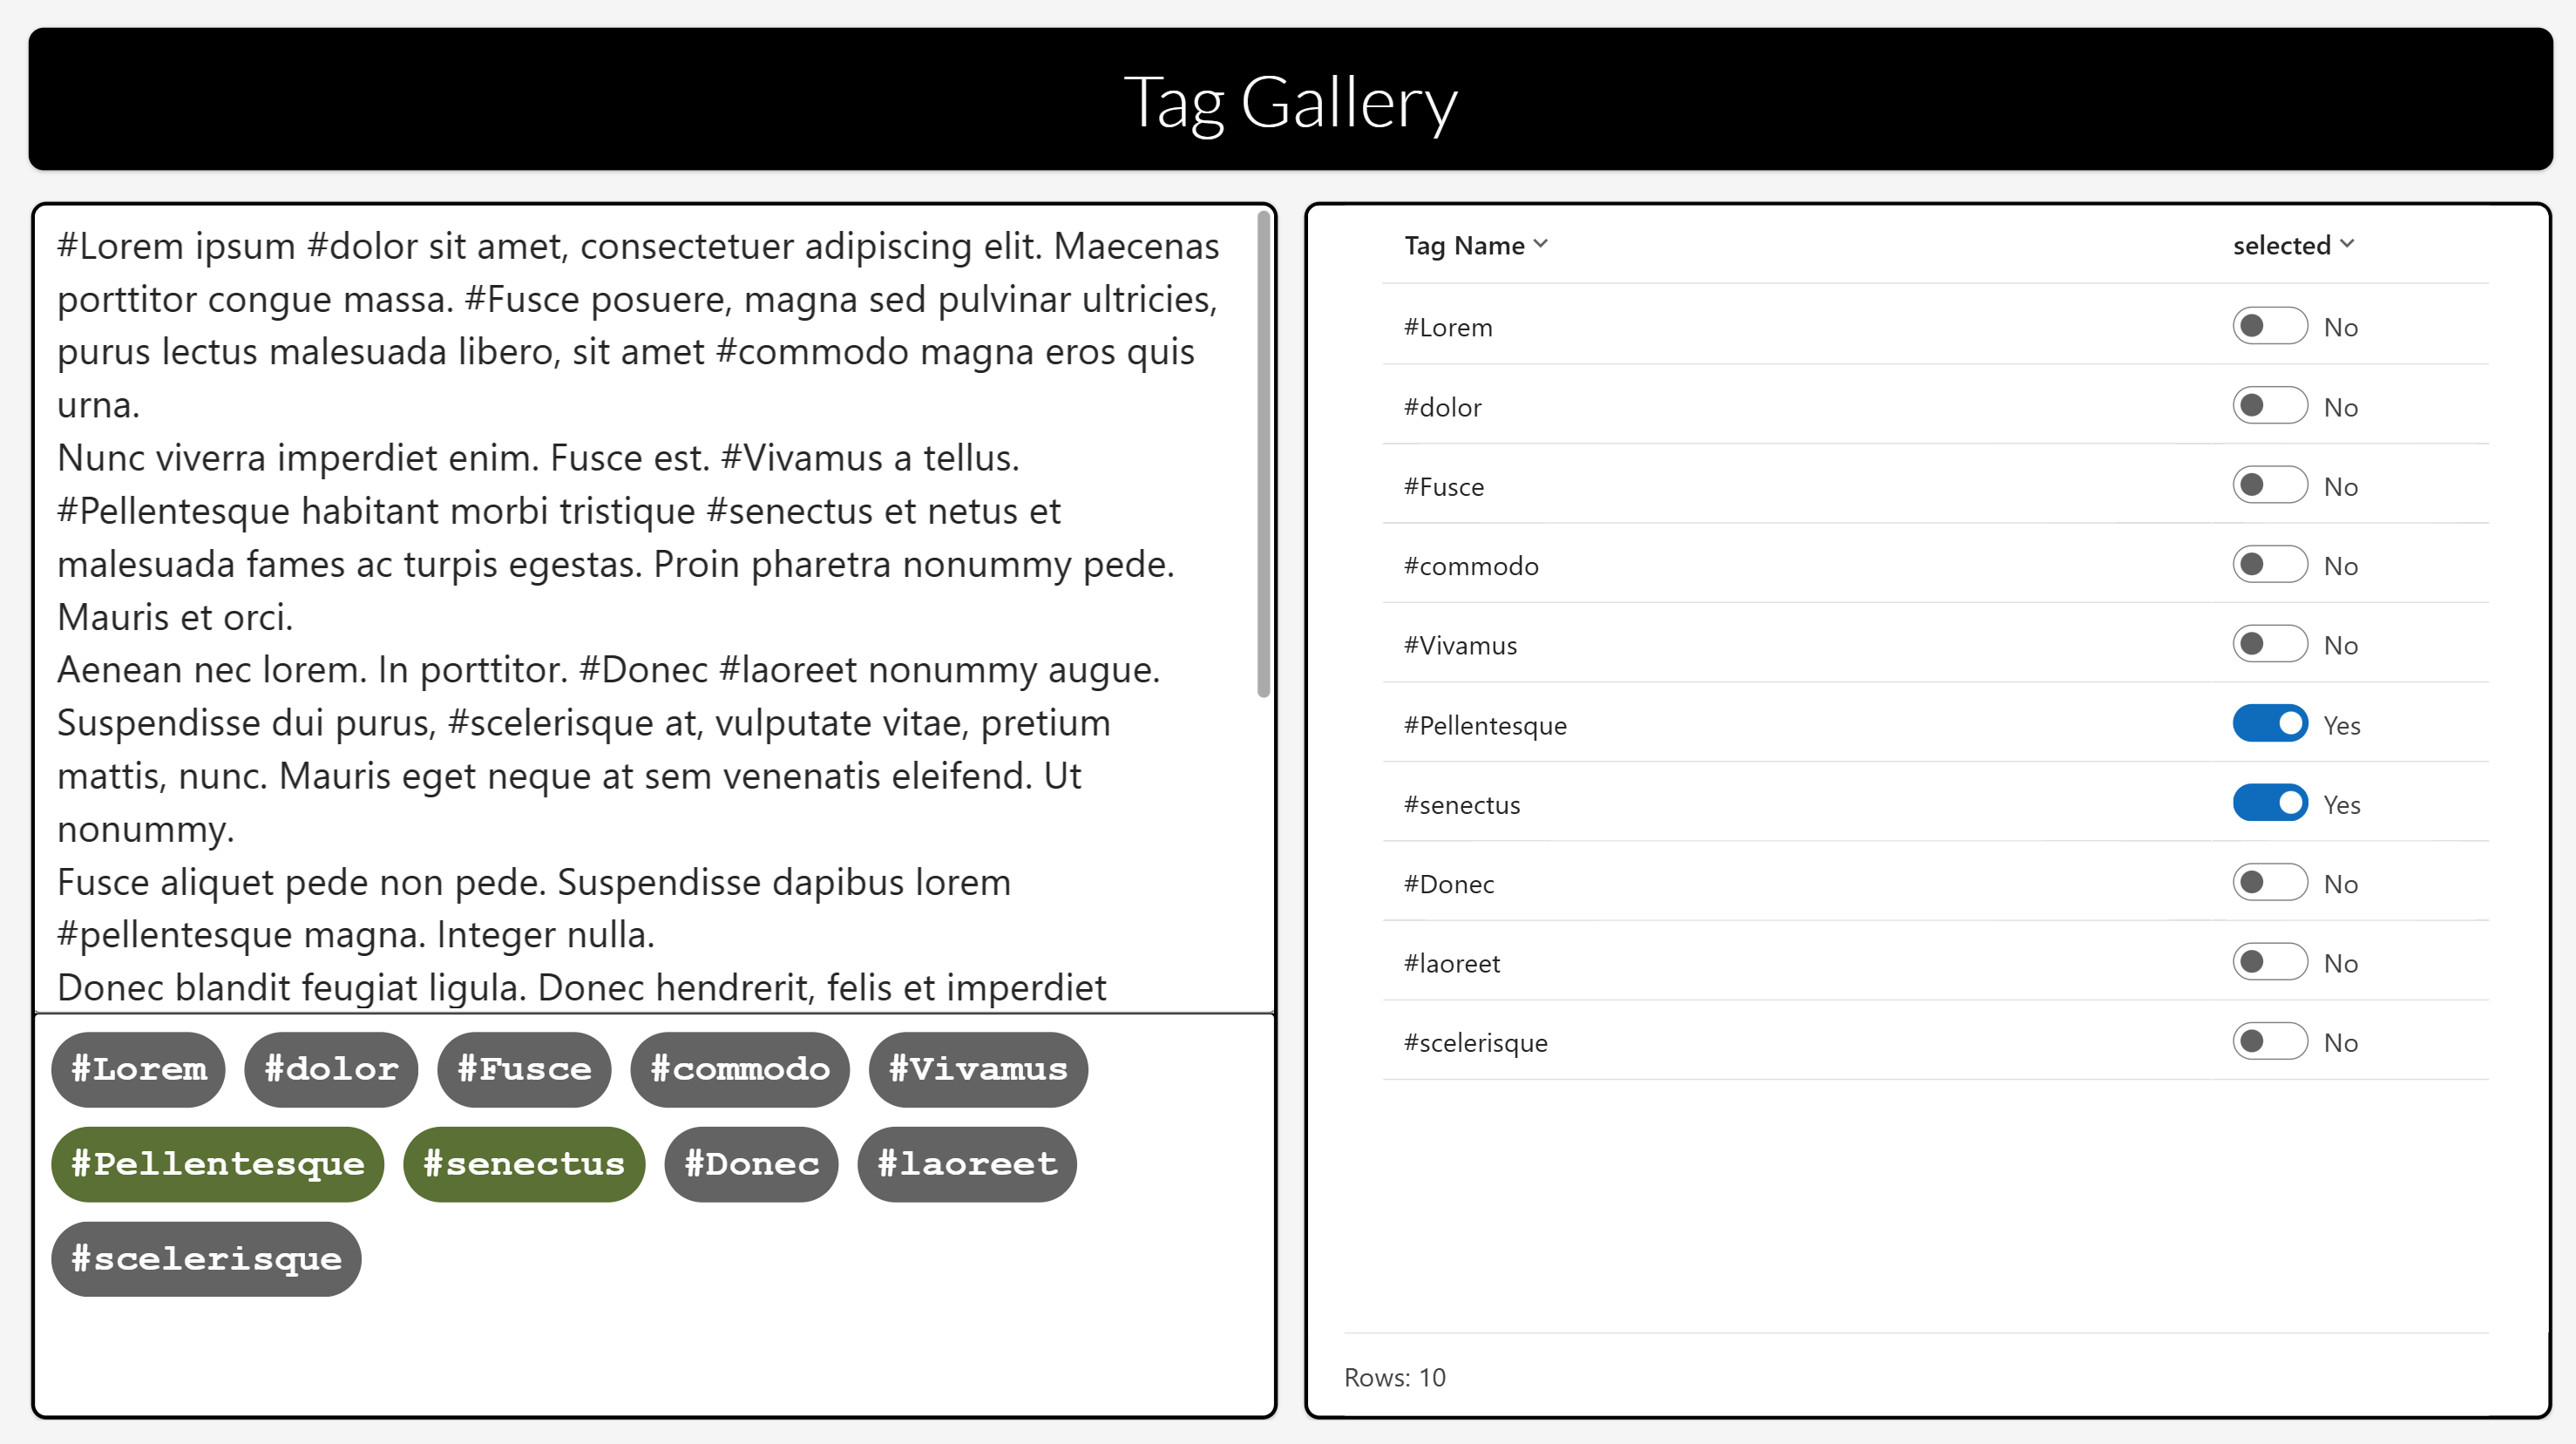 Tag Gallery
#Lorem ipsum #dolor sit amet, consectetuer adipiscing elit. Maecenas
porttitor congue massa. #Fusce posuere, magna sed pulvinar ultricies,
purus lectus malesuada libero, sit amet #commodo magna eros quis
urna.
Nunc viverra imperdiet enim. Fusce est. #Vivamus a tellus.
#Pellentesque habitant morbi tristique #senectus et netus et
malesuada fames ac turpis egestas. Proin pharetra nonummy pede.
Mauris et orci.
Aenean nec lorem. In porttitor. #Donec #laoreet nonummy augue.
Suspendisse dui purus, #scelerisque at, vulputate vitae, pretium
mattis, nunc. Mauris eget neque at sem venenatis eleifend. Ut
nonummy.
Fusce aliquet pede non pede. Suspendisse dapibus lorem
#pellentesque magna. Integer nulla.
Donec blandit feugiat ligula. Donec hendrerit, felis et imperdiet
#Lorem #dolor #Fusce #commodo #Vivamus
#Pellentesque #senectus #Donec #laoreet
#scelerisque
Tag Name selected
#Lorem No
#dolor No
#Fusce No
#commodo No
#Vivamus No
#Pellentesque Yes
#senectus Yes
#Donec No
#laoreet No
#scelerisque No
Rows: 10